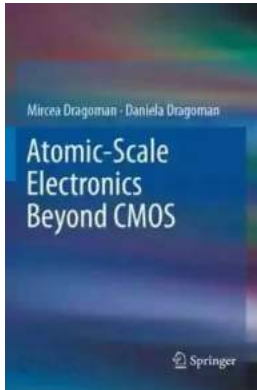 Mircea Dragoman · Daniela Dragoman
Atomic-Scale
Electronics
Beyond CMOS
Springer